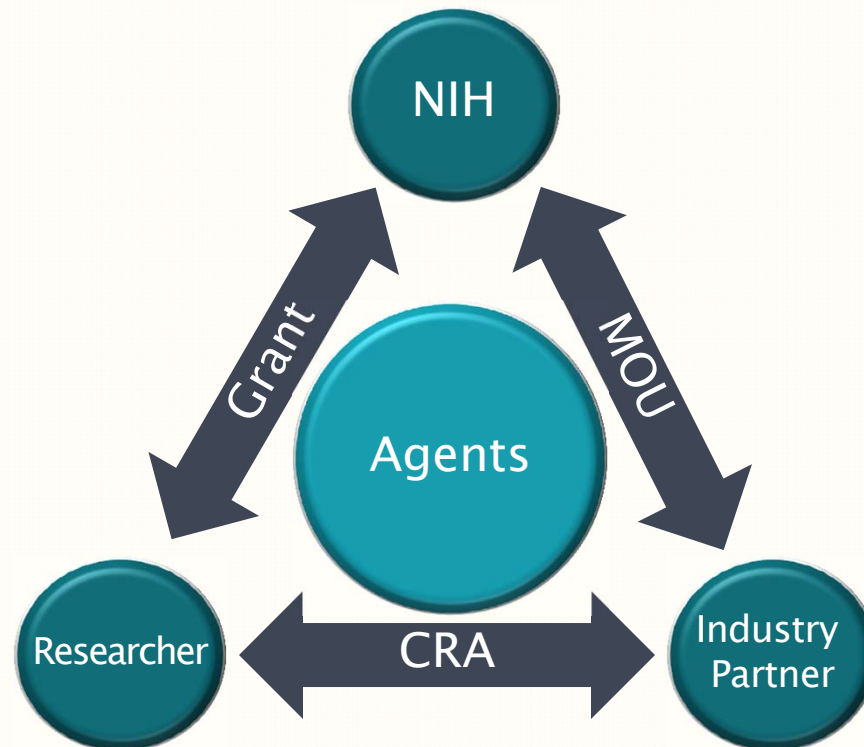 NIH
Grant
MOU
Agents
Researcher
CRA
Industry
Partner